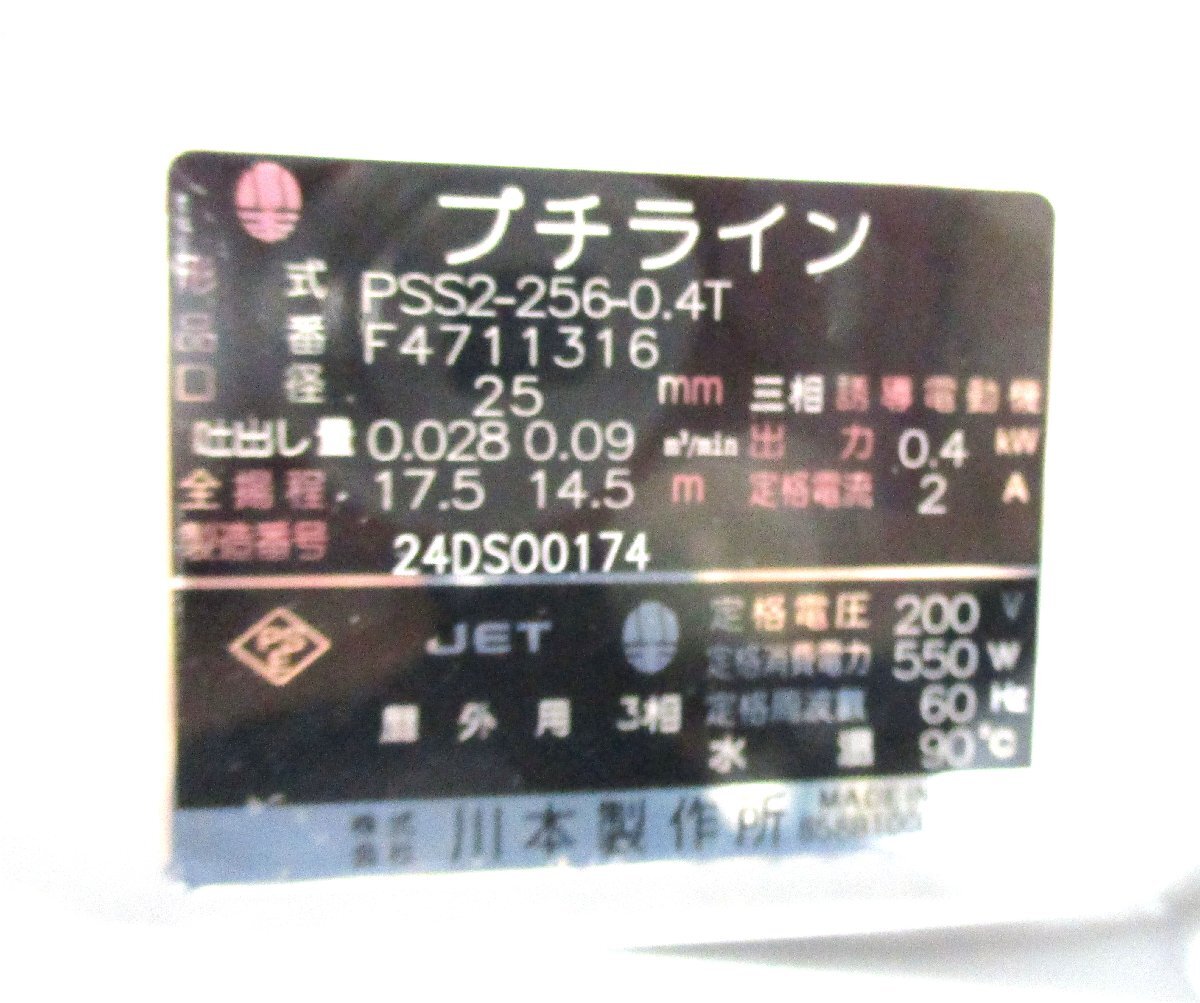 プチライン
形式 PSS2-256-0.4T
品番 F4711316
口径 25 mm 三相誘導電動機
吐出し量 0.028 0.09 m³/min 出力 0.4 kW
全揚程 17.5 14.5 m 定格電流 2 A
製造番号 24DS00174
JET 定格電圧 200 V
定格消費電力 550 W
屋外用 3相 定格周波数 60 Hz
水温 90 ℃
株式会社 川本製作所 MADE IN